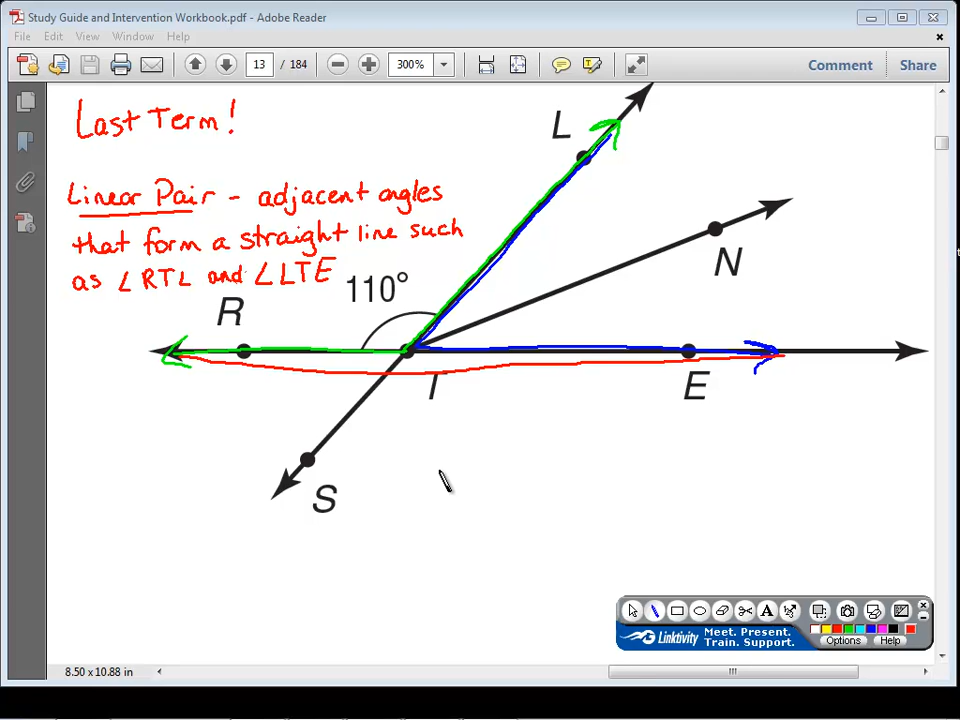 Study Guide and Intervention Workbook.pdf - Adobe Reader
File Edit View Window Help
13 / 184 300% Comment Share
Last Term!
L
Linear Pair - adjacent angles
that form a straight line such
as ∠RTL and ∠LTE
N
110°
R
T
E
S
Linktivity Meet. Present. Train. Support.
Options Help
8.50 x 10.88 in